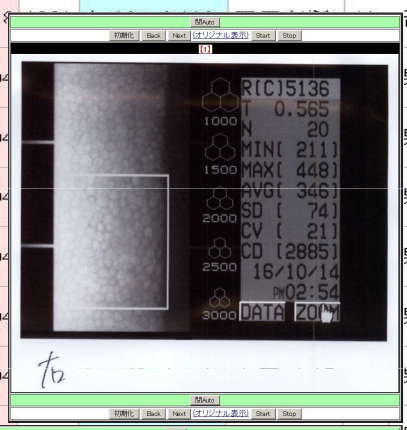 閉Auto
初期化 Back Next (オリジナル表示) Start Stop
[1]
R(C)5136
T 0.565
N 20
MIN[ 211]
MAX[ 448]
AVG[ 346]
SD [ 74]
CV [ 21]
CD [2885]
16/10/14
PM02:54
DATA ZOOM
1000
1500
2000
2500
3000
右
閉Auto
初期化 Back Next (オリジナル表示) Start Stop